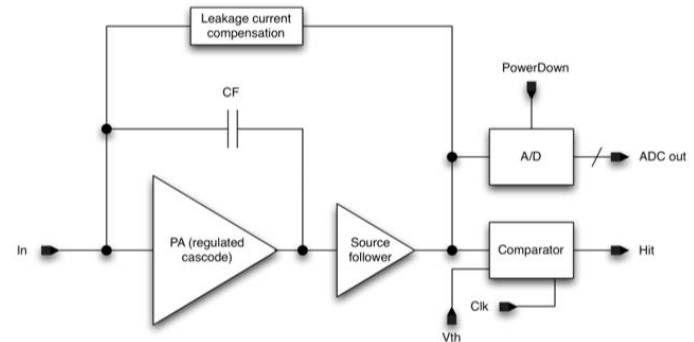 Leakage current
compensation
PowerDown
CF
A/D
ADC out
PA (regulated
cascode)
Source
follower
In
Comparator
Hit
Clk
Vth